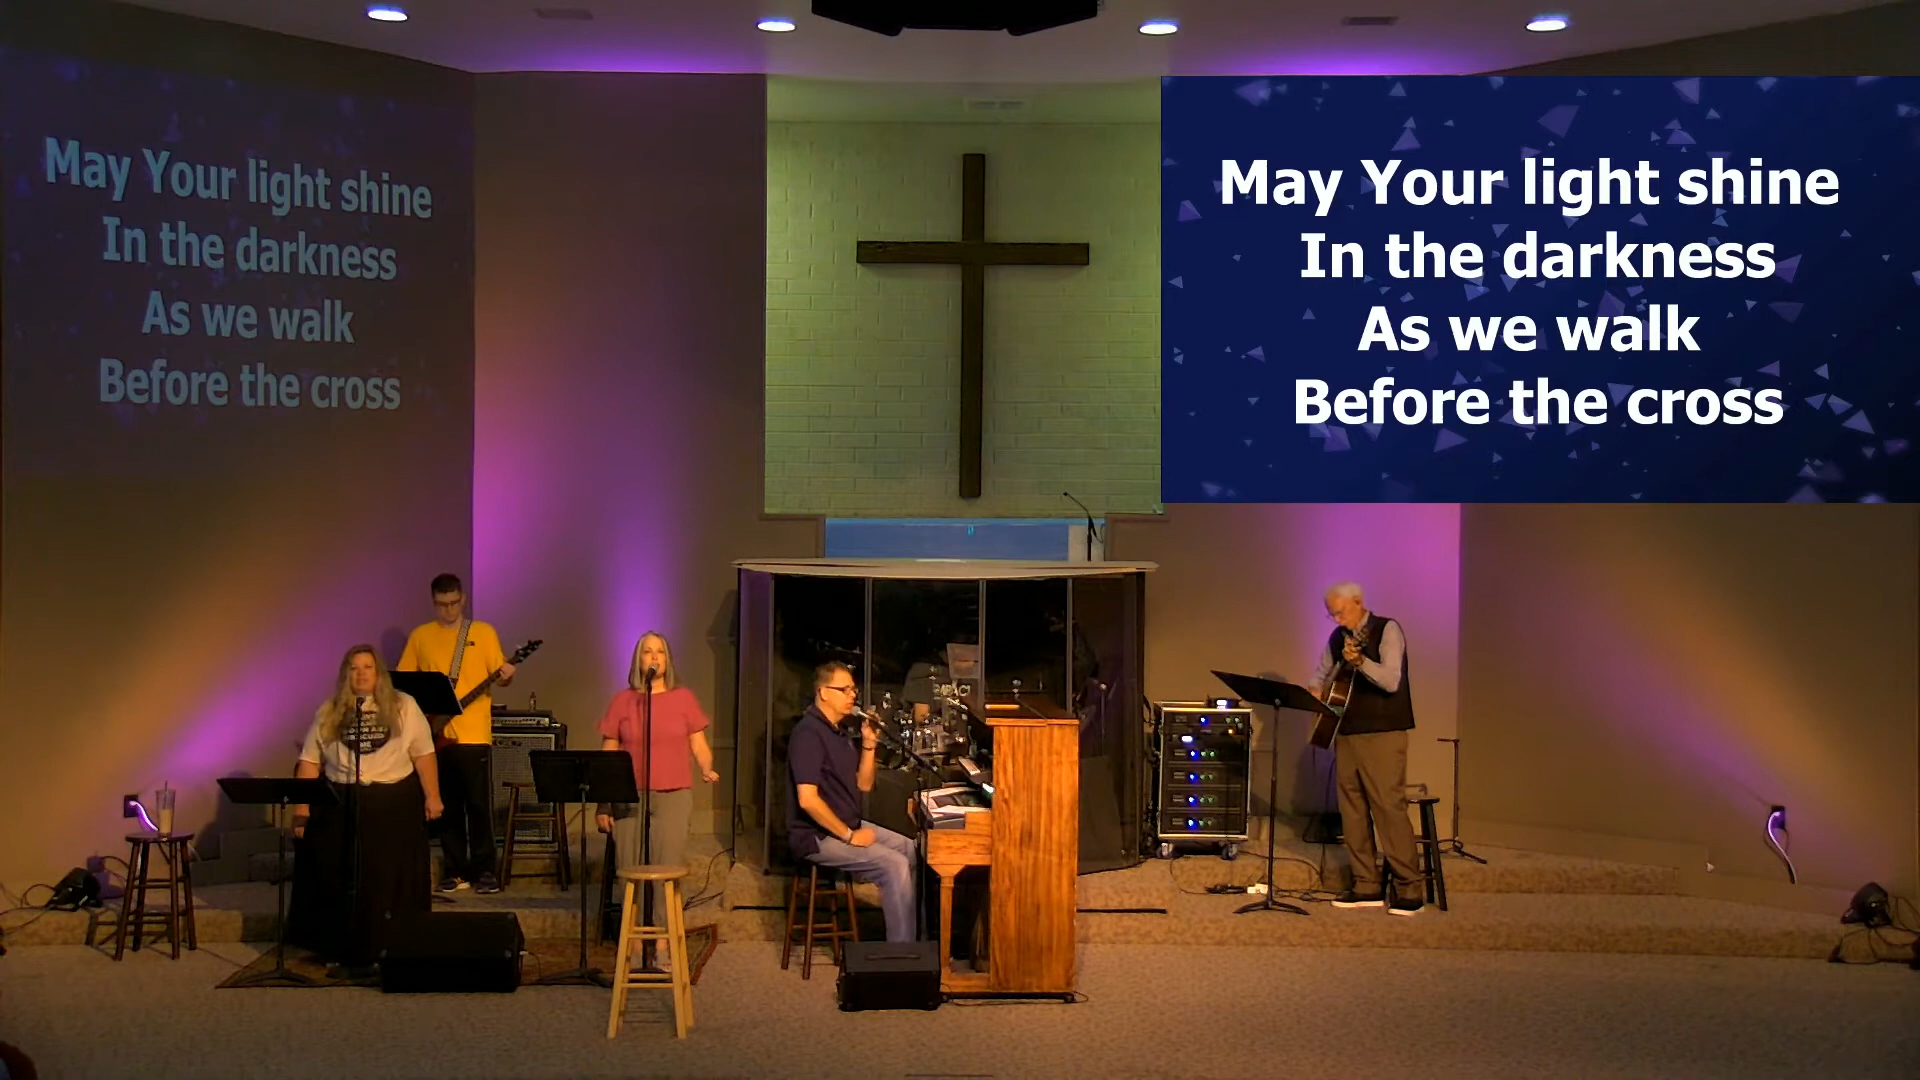 May Your light shine
In the darkness
As we walk
Before the cross
May Your light shine
In the darkness
As we walk
Before the cross